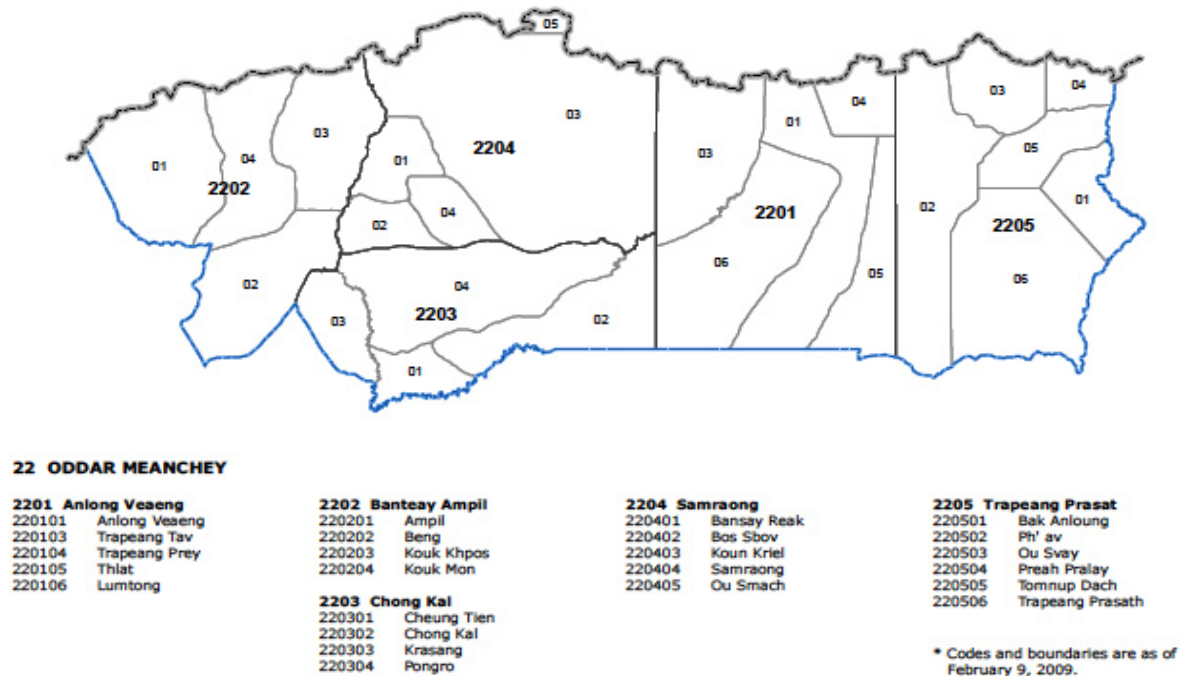 05
03
04
04
01
03
01
04
03
01
2204
03
05
2202
01
04
02
2201
02
2205
02
06
05
06
04
03
2203
02
01
22 ODDAR MEANCHEY
2201 Anlong Veaeng
220101 Anlong Veaeng
220103 Trapeang Tav
220104 Trapeang Prey
220105 Thlat
220106 Lumtong
2202 Banteay Ampil
220201 Ampil
220202 Beng
220203 Kouk Khpos
220204 Kouk Mon
2203 Chong Kal
220301 Cheung Tien
220302 Chong Kal
220303 Krasang
220304 Pongro
2204 Samraong
220401 Bansay Reak
220402 Bos Sbov
220403 Koun Kriel
220404 Samraong
220405 Ou Smach
2205 Trapeang Prasat
220501 Bak Anloung
220502 Ph' av
220503 Ou Svay
220504 Preah Pralay
220505 Tomnup Dach
220506 Trapeang Prasath
* Codes and boundaries are as of
February 9, 2009.